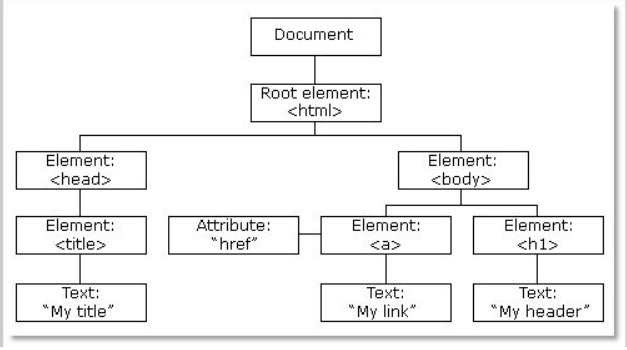 Document
Root element:
<html>
Element:
<head>
Element:
<body>
Element:
<title>
Attribute:
“href”
Element:
<a>
Element:
<h1>
Text:
“My title”
Text:
“My link”
Text:
“My header”